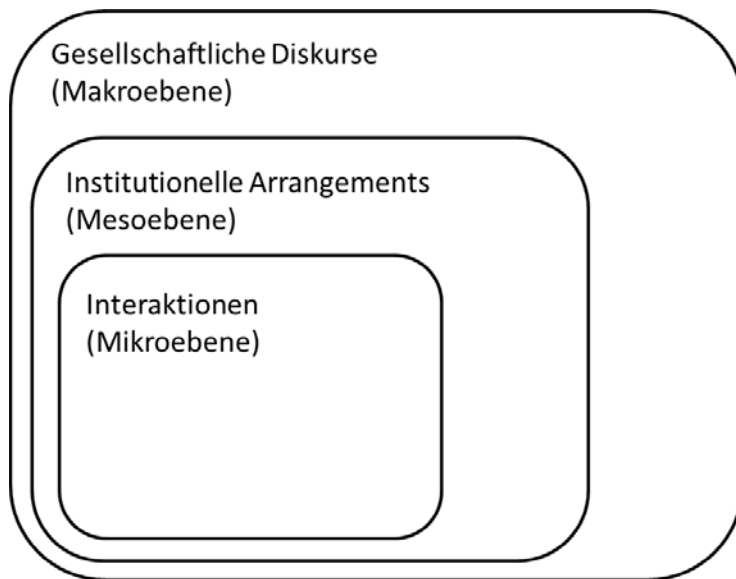 Gesellschaftliche Diskurse
(Makroebene)
Institutionelle Arrangements
(Mesoebene)
Interaktionen
(Mikroebene)